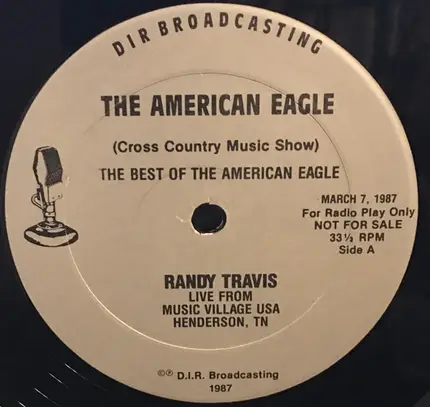 DIR BROADCASTING
THE AMERICAN EAGLE
(Cross Country Music Show)
THE BEST OF THE AMERICAN EAGLE
MARCH 7, 1987
For Radio Play Only
NOT FOR SALE
33⅓ RPM
Side A
RANDY TRAVIS
LIVE FROM
MUSIC VILLAGE USA
HENDERSON, TN
©℗ D.I.R. Broadcasting
1987